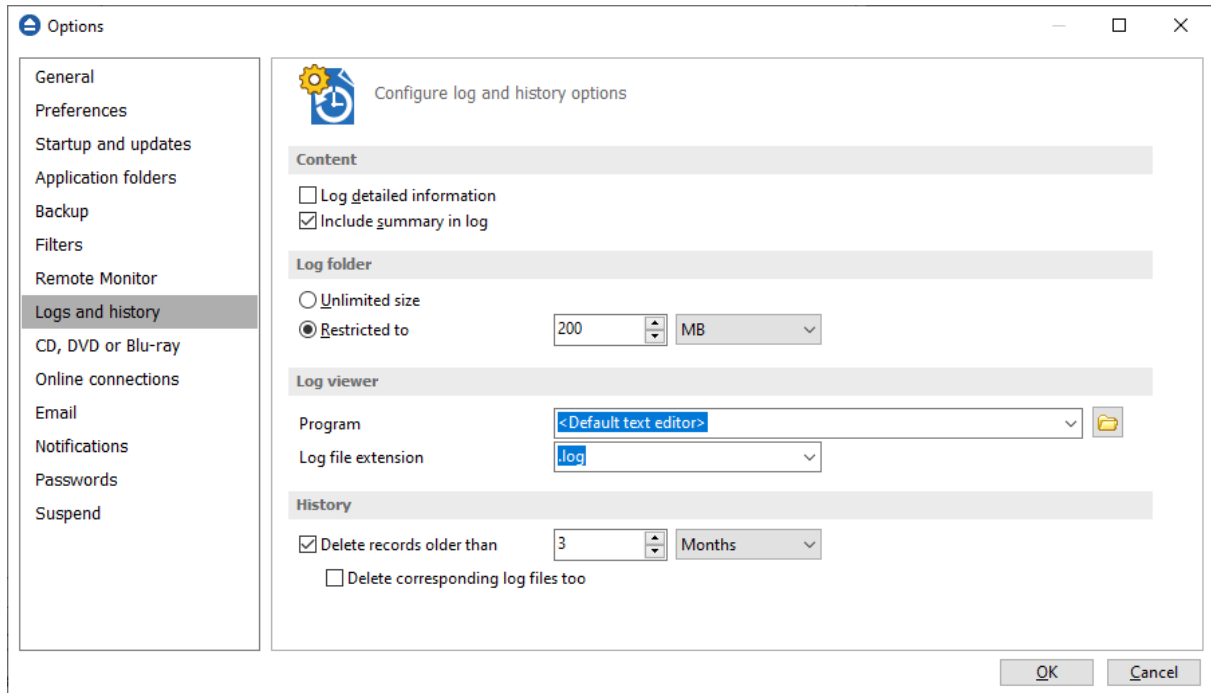 Options
General
Preferences
Startup and updates
Application folders
Backup
Filters
Remote Monitor
Logs and history
CD, DVD or Blu-ray
Online connections
Email
Notifications
Passwords
Suspend
Configure log and history options
Content
Log detailed information
Include summary in log
Log folder
Unlimited size
Restricted to 200 MB
Log viewer
Program <Default text editor>
Log file extension .log
History
Delete records older than 3 Months
Delete corresponding log files too
OK Cancel